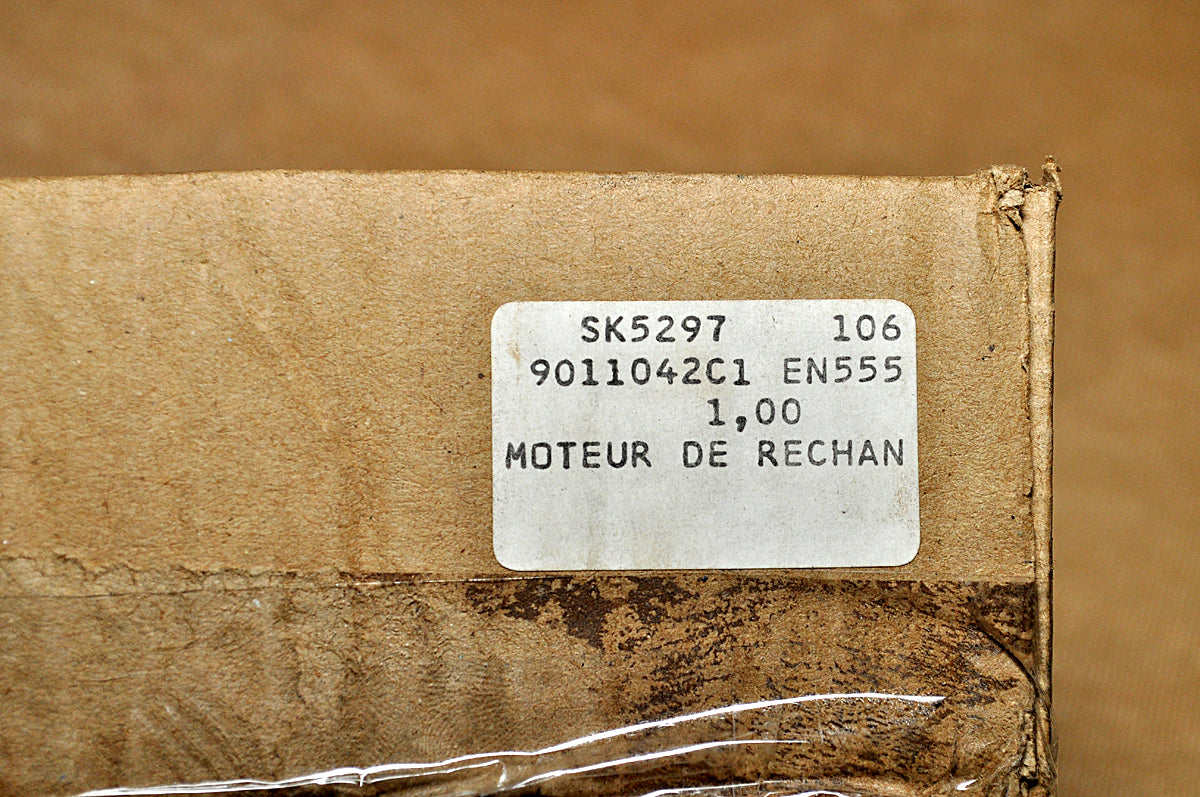 SK5297 106
9011042C1 EN555
1,00
MOTEUR DE RECHAN